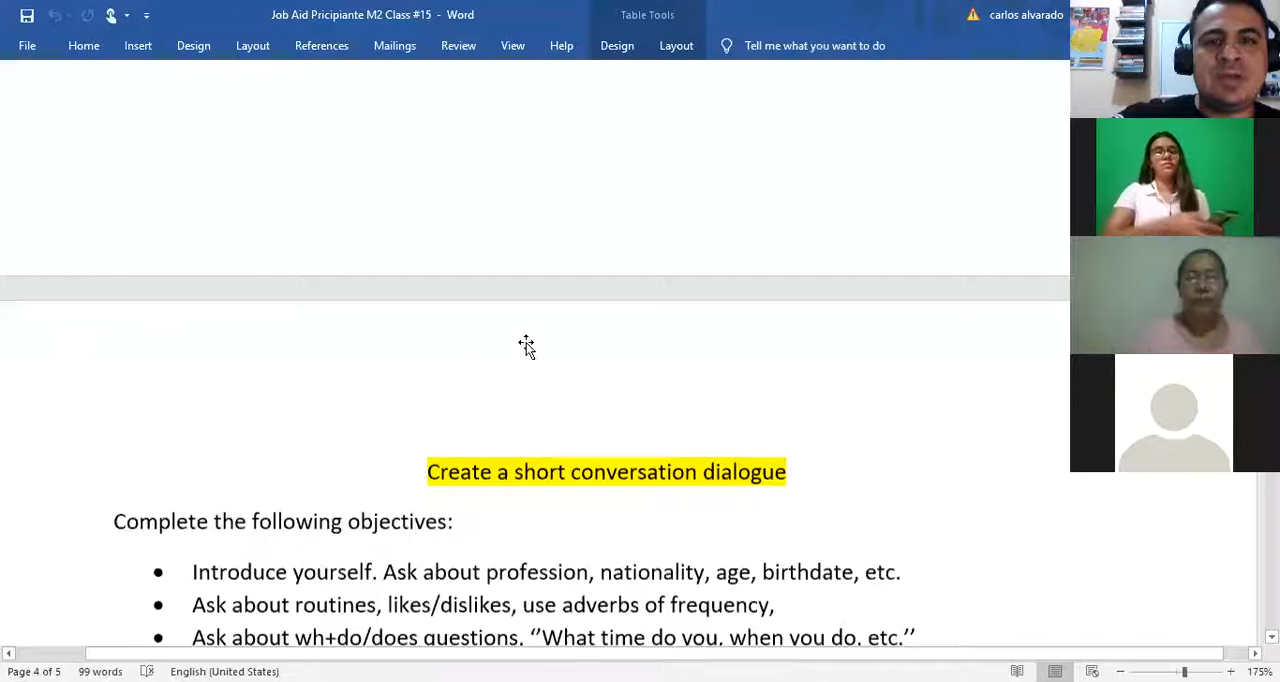 Job Aid Pricipiante M2 Class #15 - Word
Table Tools
carlos alvarado
File Home Insert Design Layout References Mailings Review View Help Design Layout Tell me what you want to do
Create a short conversation dialogue
Complete the following objectives:
• Introduce yourself. Ask about profession, nationality, age, birthdate, etc.
• Ask about routines, likes/dislikes, use adverbs of frequency,
• Ask about wh+do/does questions. ‘’What time do you, when you do, etc.’’
Page 4 of 5 99 words English (United States) 175%